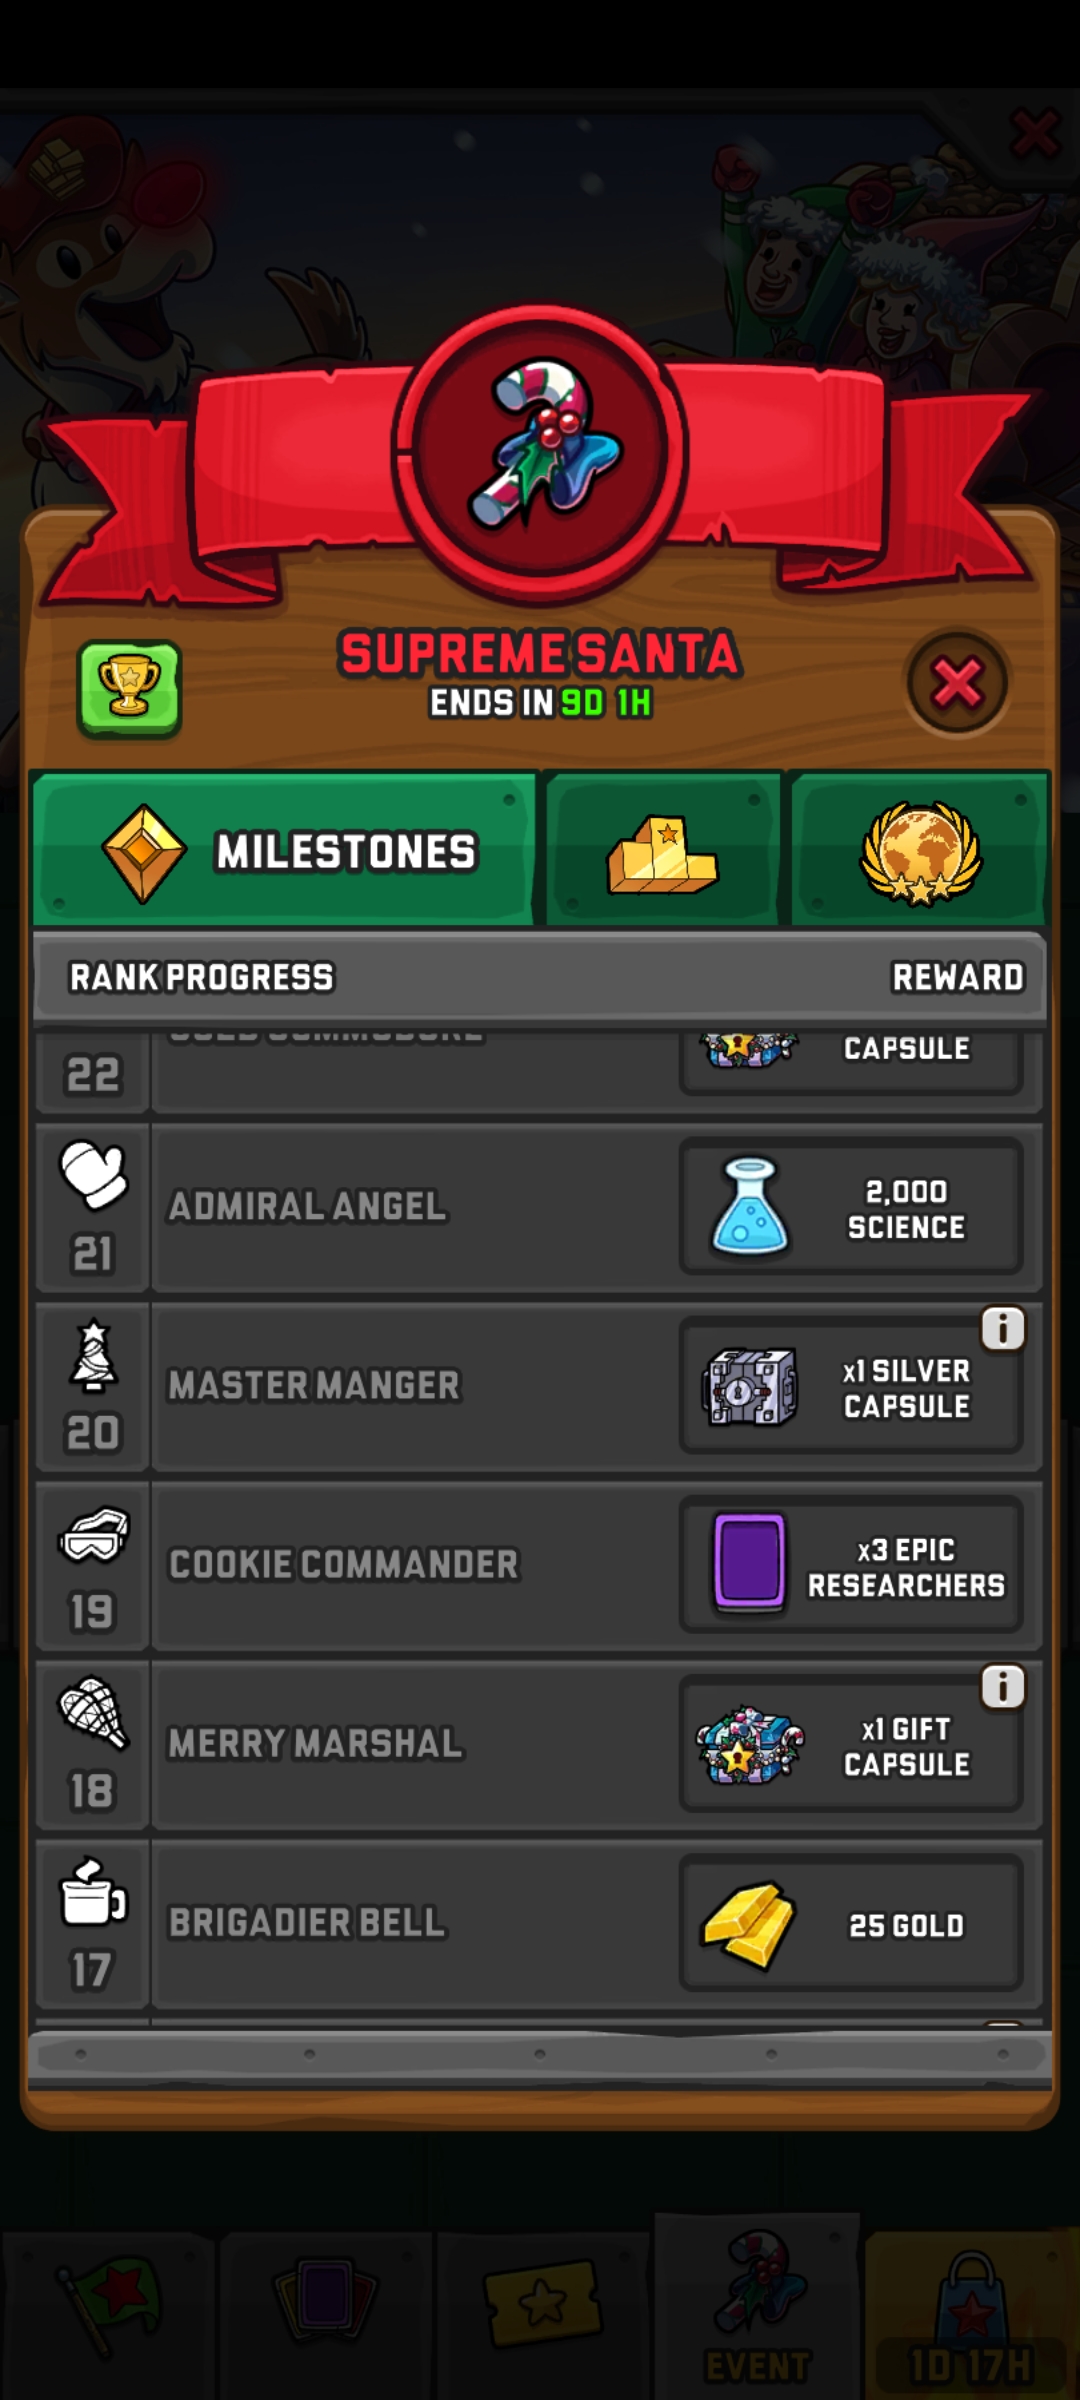 SUPREME SANTA
ENDS IN 9D 1H
MILESTONES
RANK PROGRESS
REWARD
22
CAPSULE
21
ADMIRAL ANGEL
2,000
SCIENCE
20
MASTER MANGER
x1 SILVER
CAPSULE
i
19
COOKIE COMMANDER
x3 EPIC
RESEARCHERS
18
MERRY MARSHAL
x1 GIFT
CAPSULE
i
17
BRIGADIER BELL
25 GOLD
EVENT
1D 17H